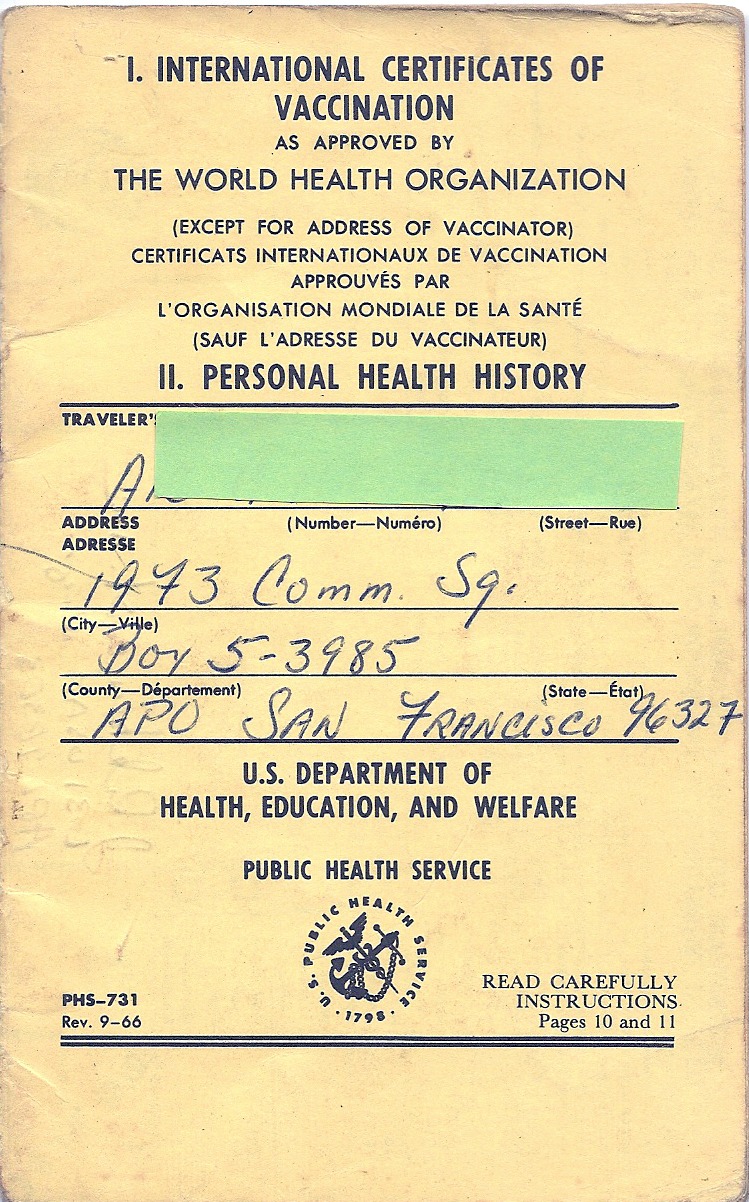 I. INTERNATIONAL CERTIFICATES OF
VACCINATION
AS APPROVED BY
THE WORLD HEALTH ORGANIZATION
(EXCEPT FOR ADDRESS OF VACCINATOR)
CERTIFICATS INTERNATIONAUX DE VACCINATION
APPROUVÉS PAR
L'ORGANISATION MONDIALE DE LA SANTÉ
(SAUF L'ADRESSE DU VACCINATEUR)
II. PERSONAL HEALTH HISTORY
TRAVELER'S
ADDRESS (Number—Numéro) (Street—Rue)
ADRESSE
1973 Comm. Sq.
(City—Ville)
Box 5-3985
(County—Département) (State—État)
APO SAN FRANCISCO 96327
U.S. DEPARTMENT OF
HEALTH, EDUCATION, AND WELFARE
PUBLIC HEALTH SERVICE
U.S. PUBLIC HEALTH SERVICE
· 1798 ·
PHS-731
Rev. 9-66
READ CAREFULLY
INSTRUCTIONS
Pages 10 and 11